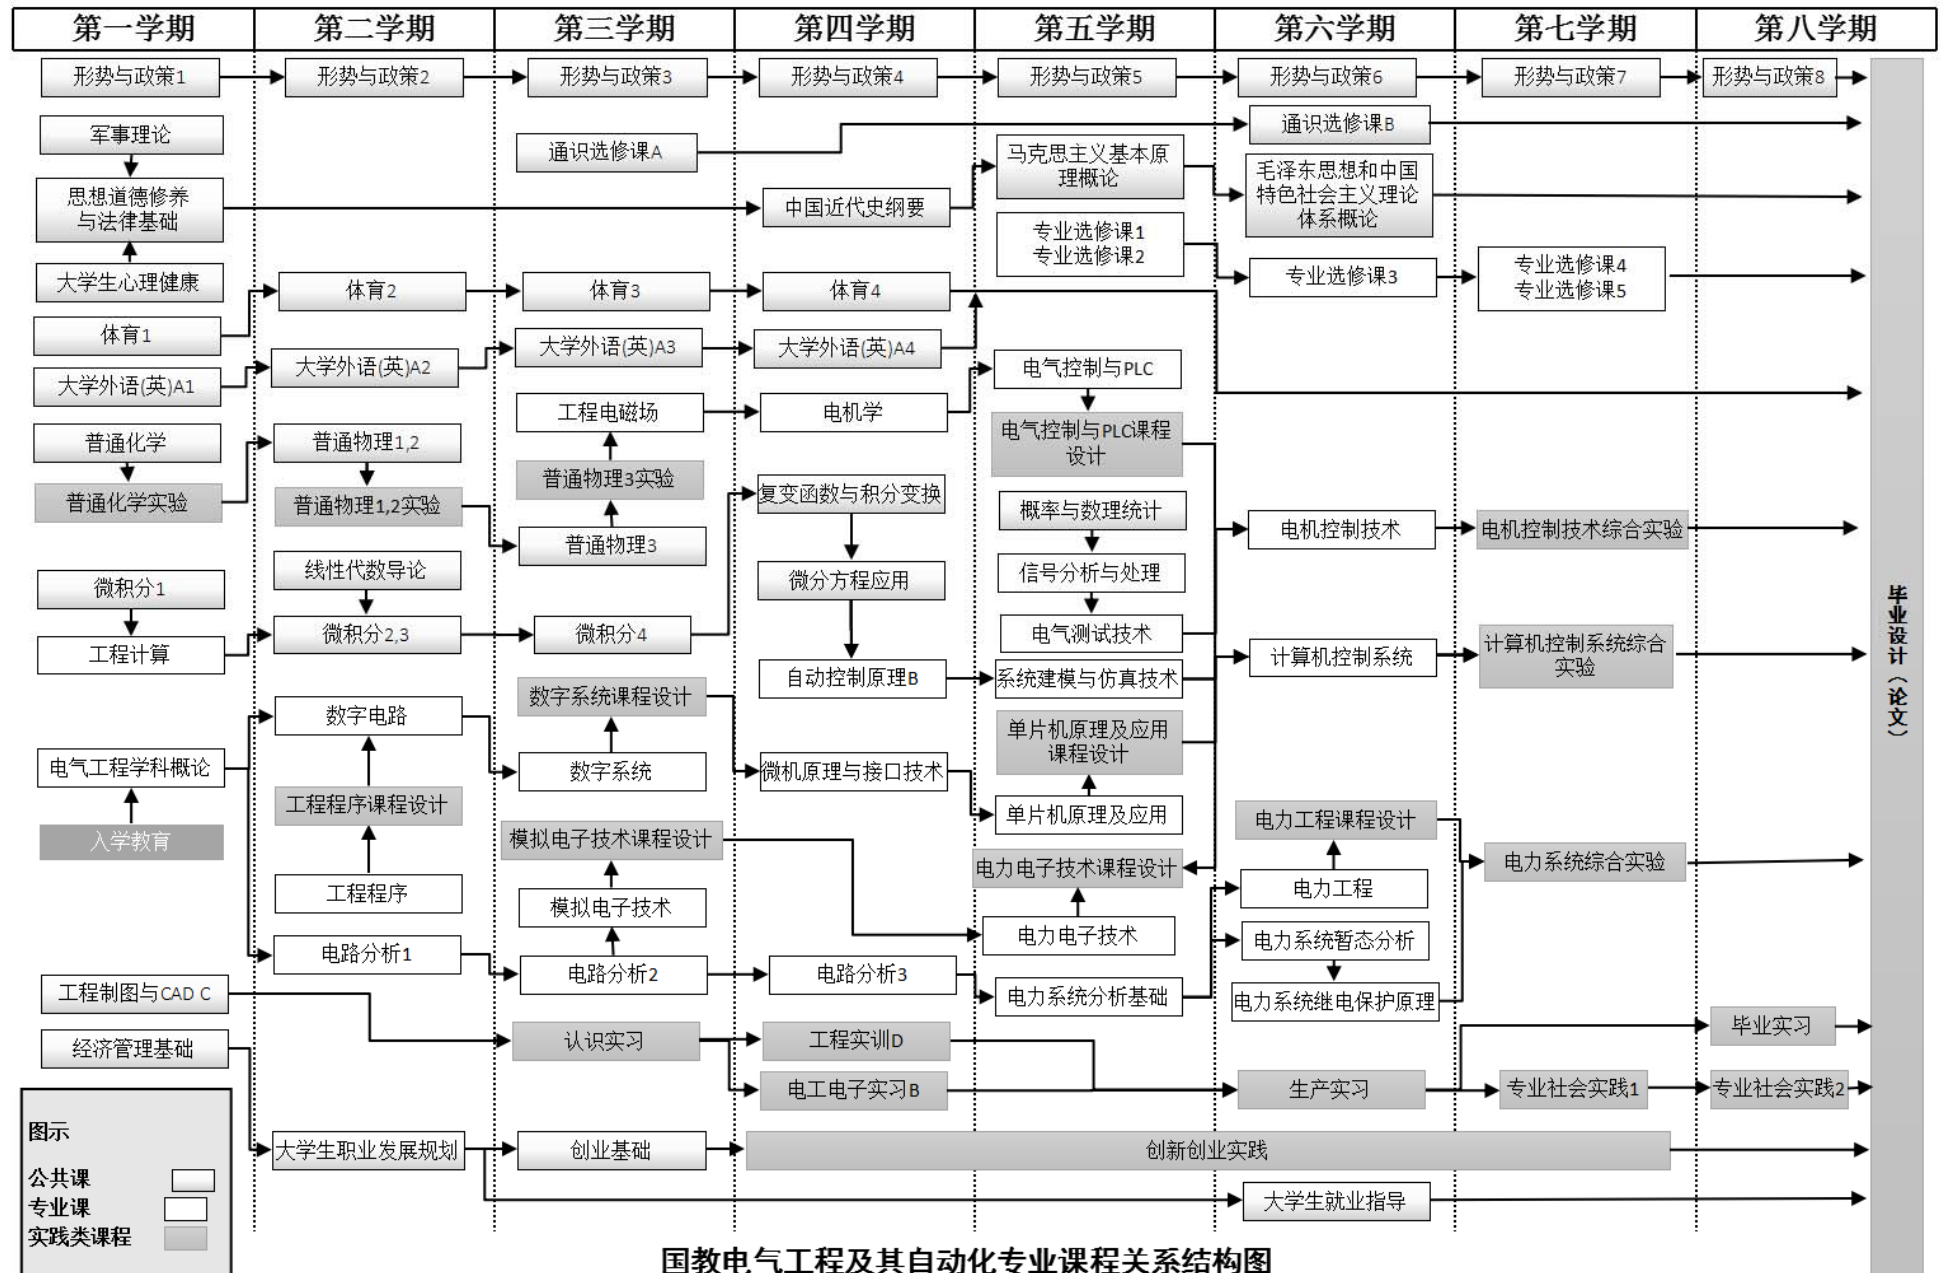 第一学期
第二学期
第三学期
第四学期
第五学期
第六学期
第七学期
第八学期
形势与政策1
形势与政策2
形势与政策3
形势与政策4
形势与政策5
形势与政策6
形势与政策7
形势与政策8
军事理论
思想道德修养
与法律基础
大学生心理健康
体育1
大学外语(英)A1
普通化学
普通化学实验
微积分1
工程计算
电气工程学科概论
入学教育
工程制图与CAD C
经济管理基础
体育2
大学外语(英)A2
普通物理1,2
普通物理1,2实验
线性代数导论
微积分2,3
数字电路
工程程序课程设计
工程程序
电路分析1
大学生职业发展规划
通识选修课A
体育3
大学外语(英)A3
工程电磁场
普通物理3实验
普通物理3
微积分4
数字系统课程设计
数字系统
模拟电子技术课程设计
模拟电子技术
电路分析2
认识实习
创业基础
中国近代史纲要
体育4
大学外语(英)A4
电机学
复变函数与积分变换
微分方程应用
自动控制原理B
微机原理与接口技术
电路分析3
工程实训D
电工电子实习B
创新创业实践
马克思主义基本原
理概论
专业选修课1
专业选修课2
电气控制与PLC
电气控制与PLC课程
设计
概率与数理统计
信号分析与处理
电气测试技术
系统建模与仿真技术
单片机原理及应用
课程设计
单片机原理及应用
电力电子技术课程设计
电力电子技术
电力系统分析基础
通识选修课B
毛泽东思想和中国
特色社会主义理论
体系概论
专业选修课3
电机控制技术
计算机控制系统
电力工程课程设计
电力工程
电力系统暂态分析
电力系统继电保护原理
生产实习
大学生就业指导
专业选修课4
专业选修课5
电机控制技术综合实验
计算机控制系统综合
实验
电力系统综合实验
专业社会实践1
毕业实习
专业社会实践2
毕业设计（论文）
图示
公共课
专业课
实践类课程
国教电气工程及其自动化专业课程关系结构图